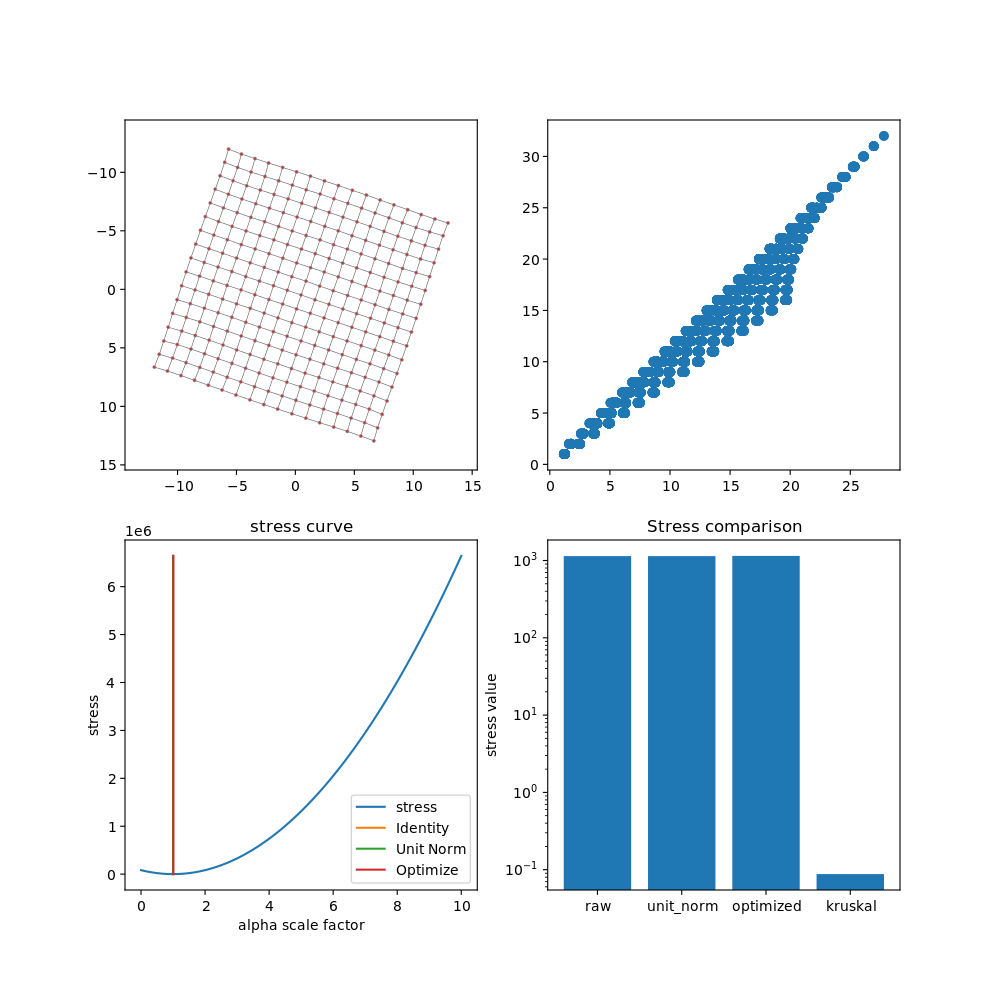 −10
−5
0
5
10
15
−10 −5 0 5 10 15
30
25
20
15
10
5
0
0 5 10 15 20 25
stress curve
1e6
6
5
4
3
2
1
0
stress
stress
Identity
Unit Norm
Optimize
0 2 4 6 8 10
alpha scale factor
Stress comparison
10³
10²
10¹
10⁰
10⁻¹
stress value
raw unit_norm optimized kruskal